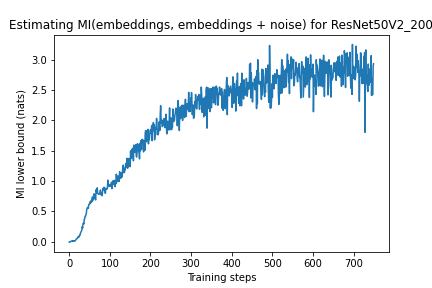 Estimating MI(embeddings, embeddings + noise) for ResNet50V2_200
MI lower bound (nats)
3.0
2.5
2.0
1.5
1.0
0.5
0.0
0 100 200 300 400 500 600 700
Training steps